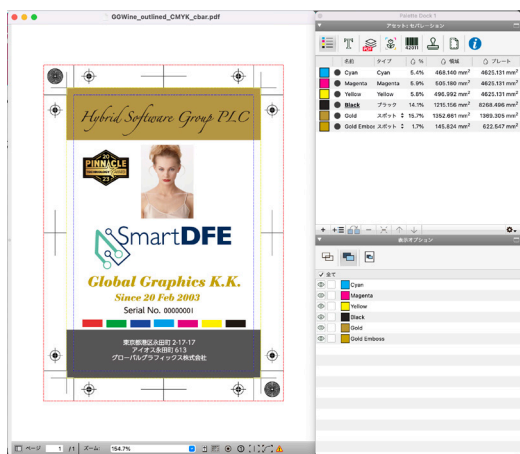 GGWine_outlined_CMYK_cbar.pdf
Hybrid Software Group PLC
20
PINNACLE
23
SmartDFE
Global Graphics K.K.
Since 20 Feb 2003
Serial No. 00000001
東京都港区永田町 2-17-17
アイオス永田町 613
グローバルグラフィックス株式会社
ページ 1 /1 ズーム: 154.7%
Palette Dock 1
アセット: セパレーション
名前 タイプ % 領域 プレート
Cyan Cyan 5.4% 468.140 mm² 4625.131 mm²
Magenta Magenta 5.9% 505.180 mm² 4625.131 mm²
Yellow Yellow 5.8% 496.992 mm² 4625.131 mm²
Black ブラック 14.1% 1215.156 mm² 8268.496 mm²
Gold スポット 15.7% 1352.661 mm² 1369.305 mm²
Gold Emboss スポット 1.7% 145.824 mm² 622.547 mm²
表示オプション
全て
Cyan
Magenta
Yellow
Black
Gold
Gold Emboss